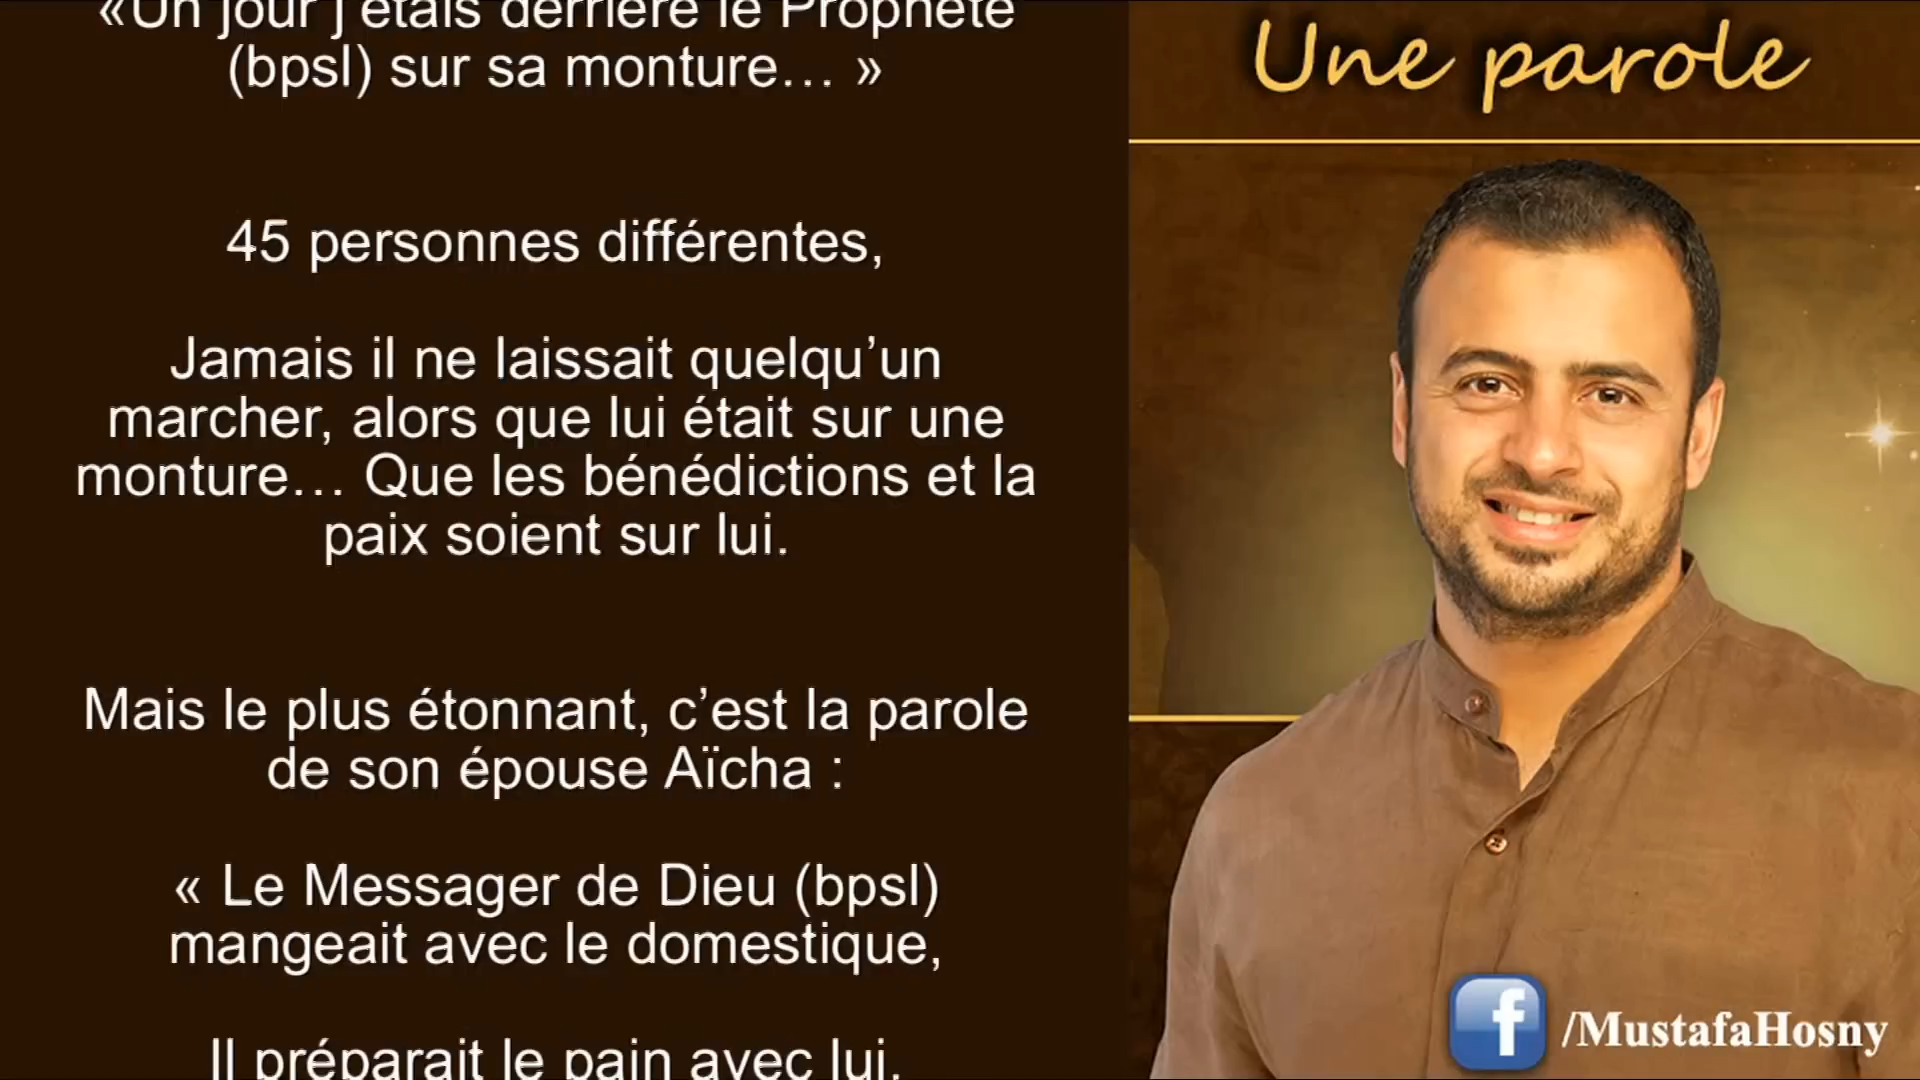 «Un jour j'étais derrière le Prophète
(bpsl) sur sa monture… »
45 personnes différentes,
Jamais il ne laissait quelqu’un
marcher, alors que lui était sur une
monture… Que les bénédictions et la
paix soient sur lui.
Mais le plus étonnant, c’est la parole
de son épouse Aïcha :
« Le Messager de Dieu (bpsl)
mangeait avec le domestique,
Il préparait le pain avec lui,
Une parole
f /MustafaHosny